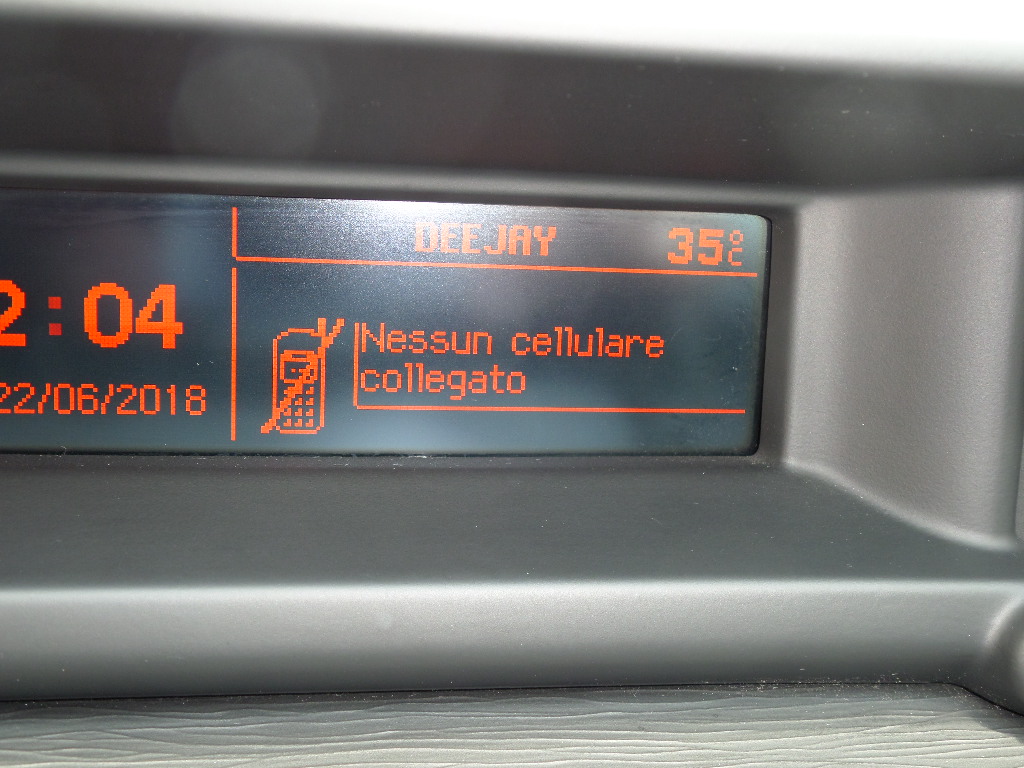 DEEJAY 35°C
2:04
22/06/2018
Nessun cellulare
collegato